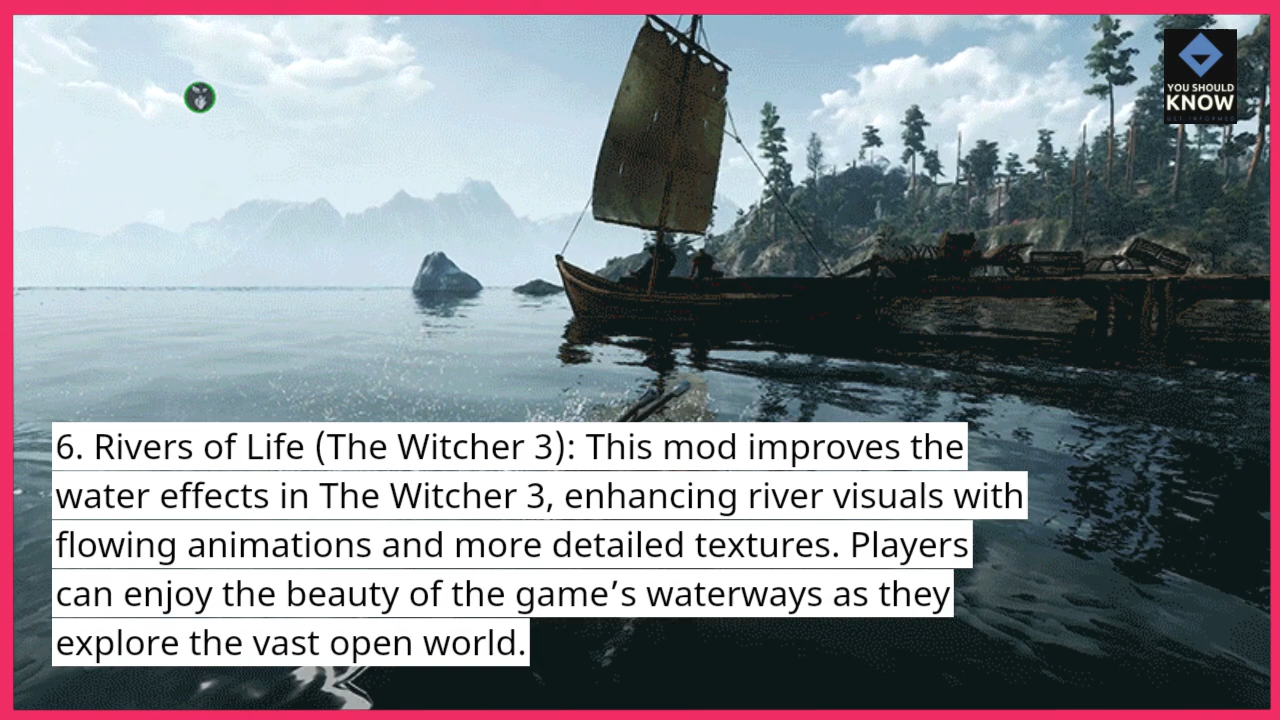 YOU SHOULD
KNOW
GET INFORMED
6. Rivers of Life (The Witcher 3): This mod improves the
water effects in The Witcher 3, enhancing river visuals with
flowing animations and more detailed textures. Players
can enjoy the beauty of the game’s waterways as they
explore the vast open world.